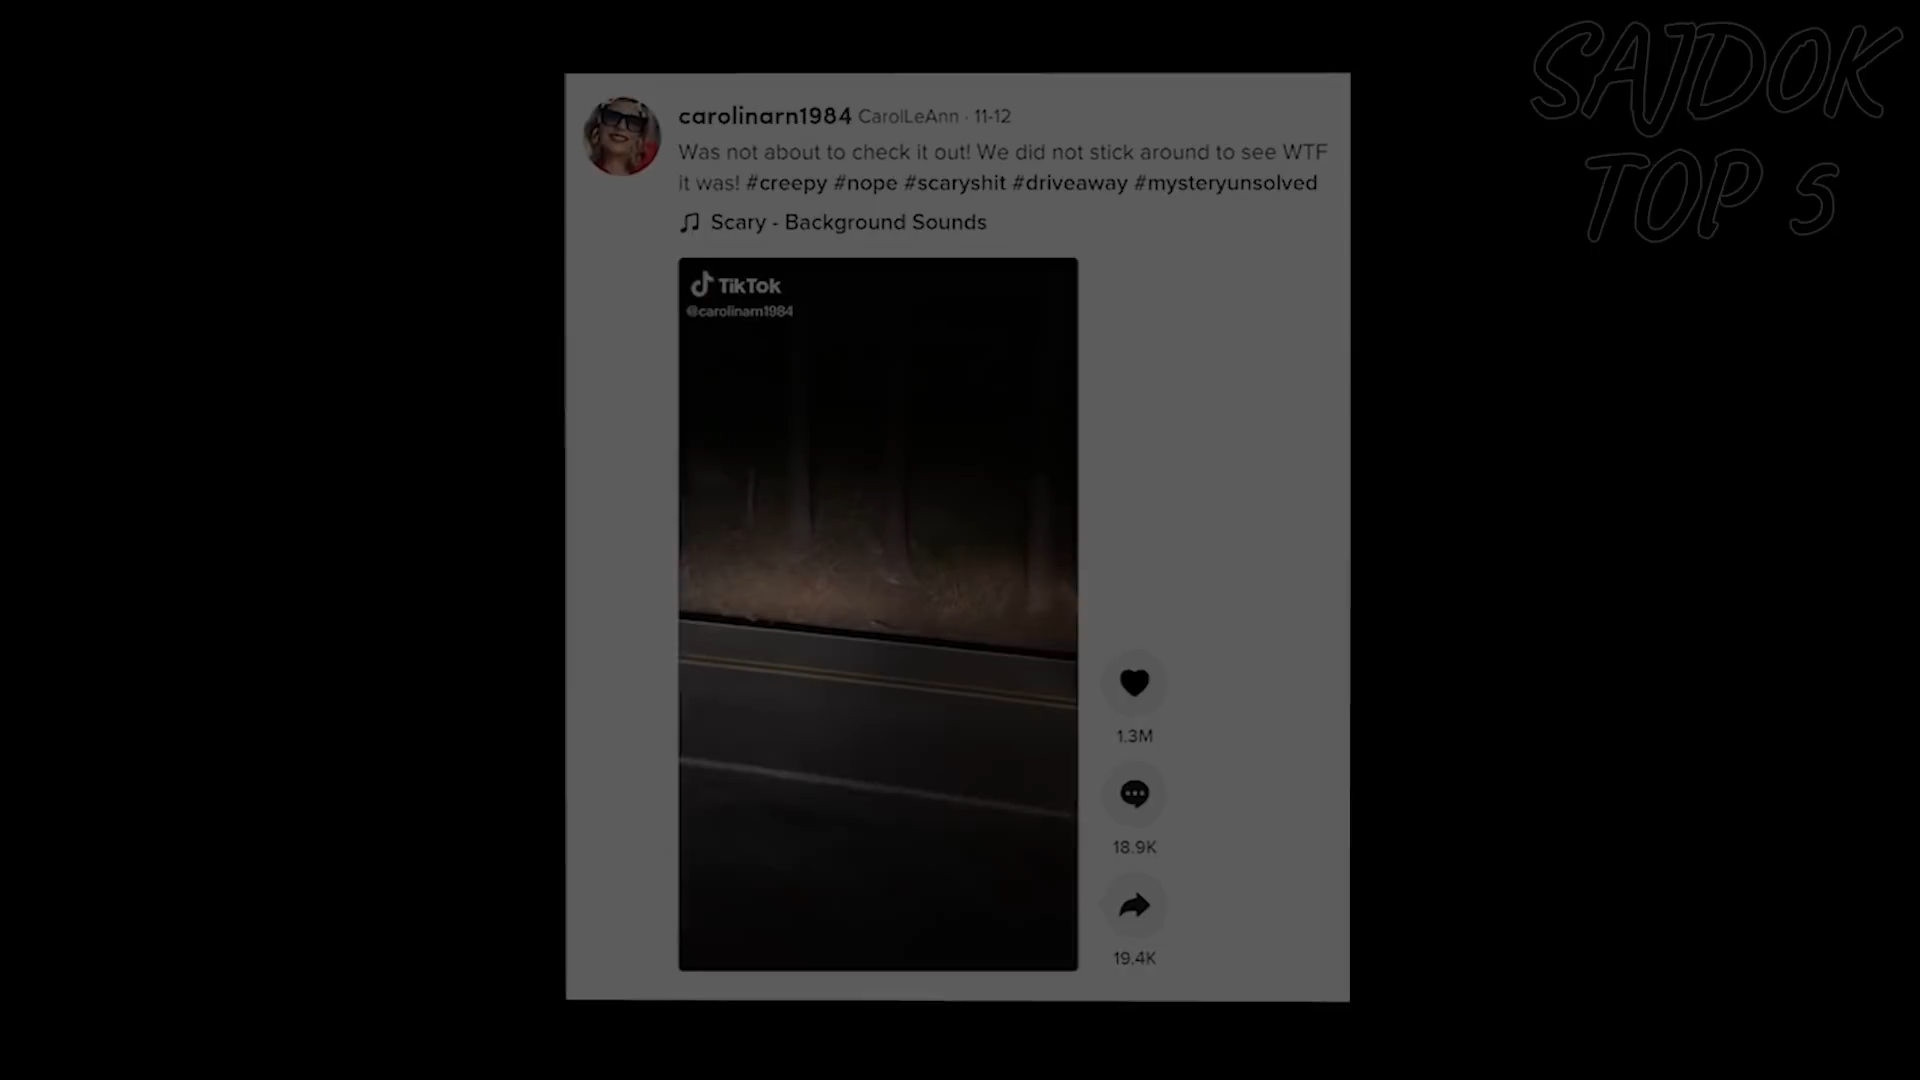 SAJDOK
TOP 5
carolinarn1984 CarolLeAnn · 11-12
Was not about to check it out! We did not stick around to see WTF
it was! #creepy #nope #scaryshit #driveaway #mysteryunsolved
Scary - Background Sounds
TikTok
@carolinarn1984
1.3M
18.9K
19.4K